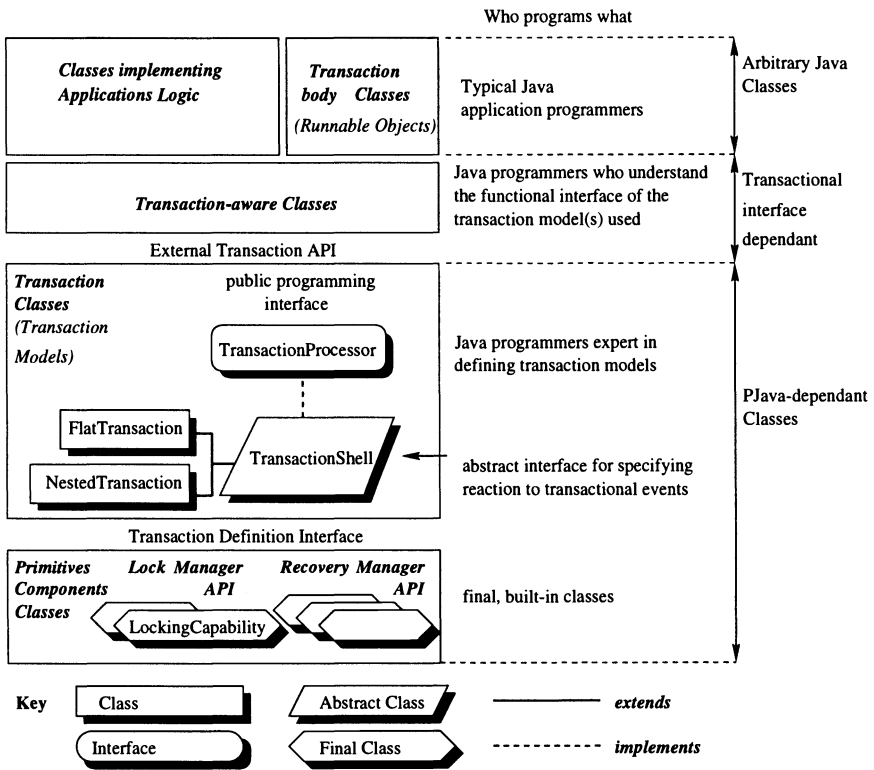 Who programs what
Classes implementing
Applications Logic
Transaction
body Classes
(Runnable Objects)
Typical Java
application programmers
Arbitrary Java
Classes
Transaction-aware Classes
Java programmers who understand
the functional interface of the
transaction model(s) used
Transactional
interface
dependant
External Transaction API
Transaction
Classes
(Transaction
Models)
public programming
interface
TransactionProcessor
Java programmers expert in
defining transaction models
PJava-dependant
Classes
FlatTransaction
NestedTransaction
TransactionShell
abstract interface for specifying
reaction to transactional events
Transaction Definition Interface
Primitives
Components
Classes
Lock Manager
API
Recovery Manager
API
LockingCapability
final, built-in classes
Key
Class
Abstract Class
extends
Interface
Final Class
implements